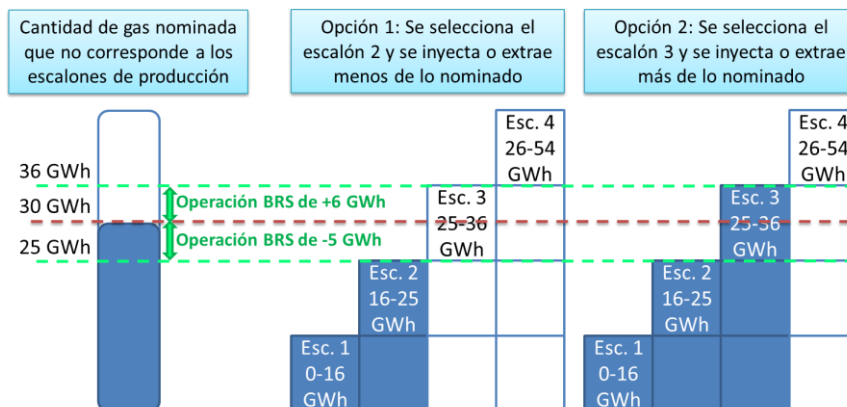 Cantidad de gas nominada
que no corresponde a los
escalones de producción
Opción 1: Se selecciona el
escalón 2 y se inyecta o extrae
menos de lo nominado
Opción 2: Se selecciona el
escalón 3 y se inyecta o extrae
más de lo nominado
36 GWh
30 GWh
25 GWh
Operación BRS de +6 GWh
Operación BRS de -5 GWh
Esc. 1
0-16
GWh
Esc. 2
16-25
GWh
Esc. 3
25-36
GWh
Esc. 4
26-54
GWh
Esc. 1
0-16
GWh
Esc. 2
16-25
GWh
Esc. 3
25-36
GWh
Esc. 4
26-54
GWh